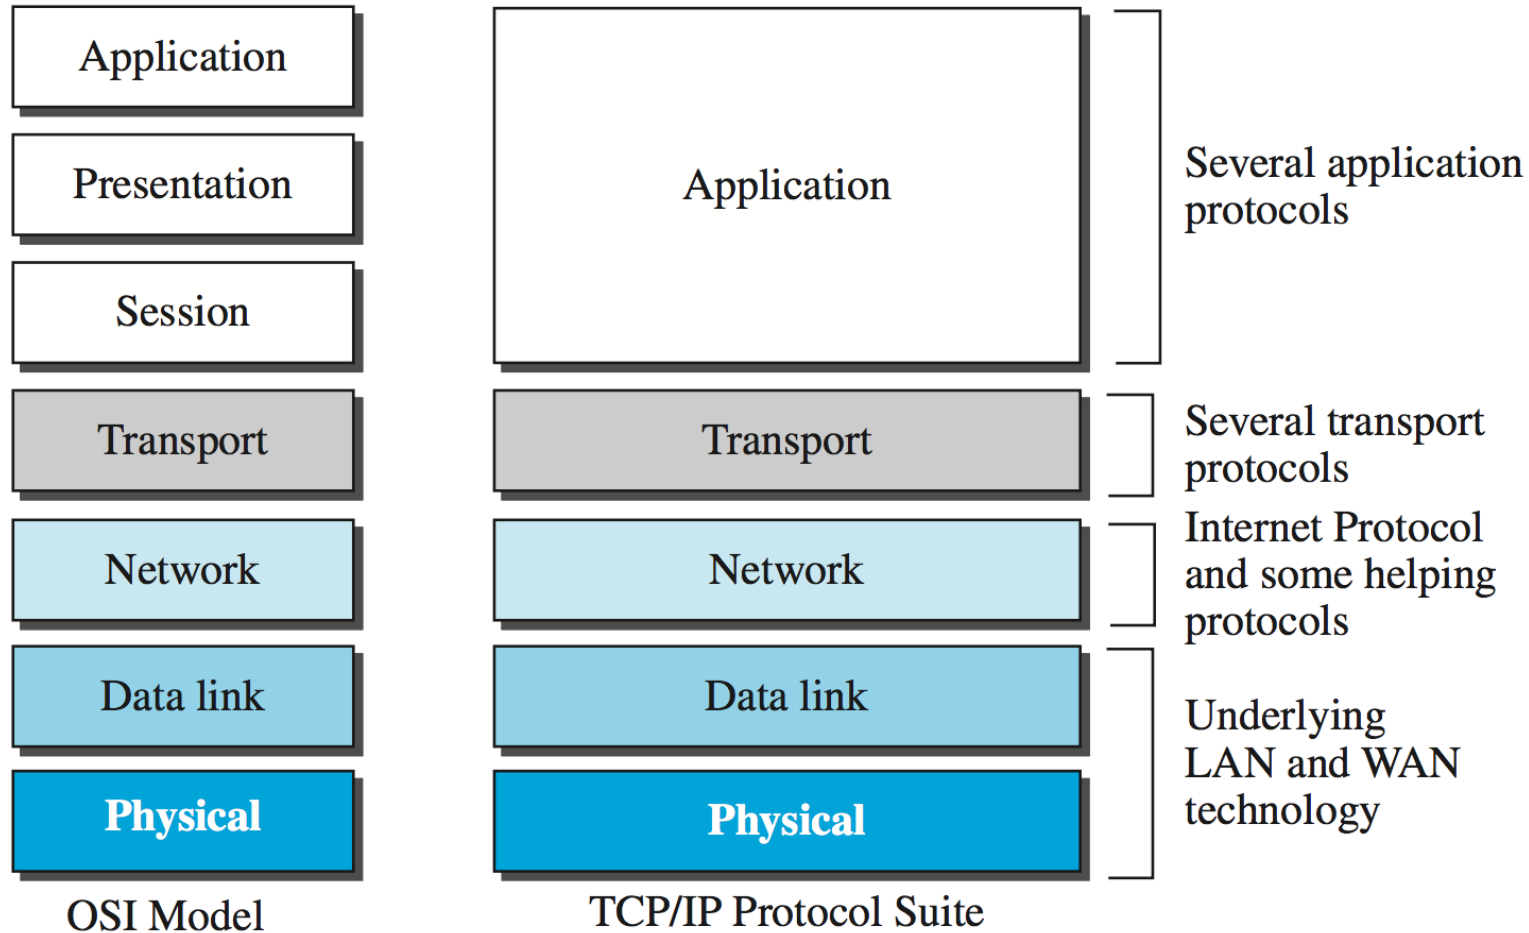 Application
Presentation
Session
Transport
Network
Data link
Physical
OSI Model
Application
Transport
Network
Data link
Physical
TCP/IP Protocol Suite
Several application
protocols
Several transport
protocols
Internet Protocol
and some helping
protocols
Underlying
LAN and WAN
technology